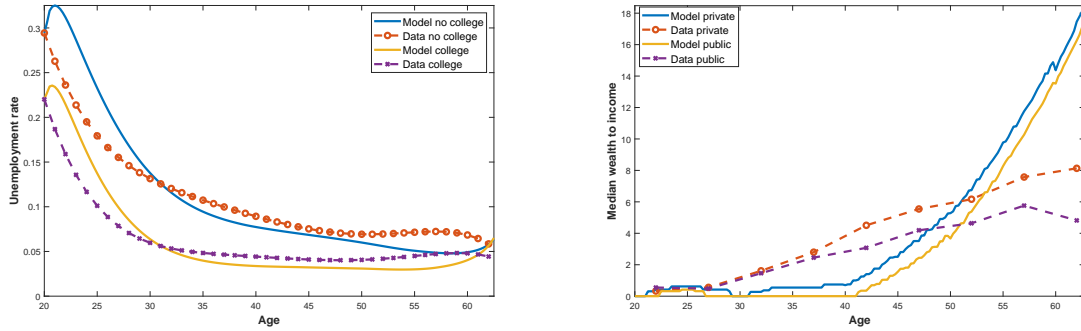 Model no college
Data no college
Model college
Data college
Unemployment rate
0.3
0.25
0.2
0.15
0.1
0.05
0
20 25 30 35 40 45 50 55 60
Age
Model private
Data private
Model public
Data public
Median wealth to income
18
16
14
12
10
8
6
4
2
0
20 25 30 35 40 45 50 55 60
Age